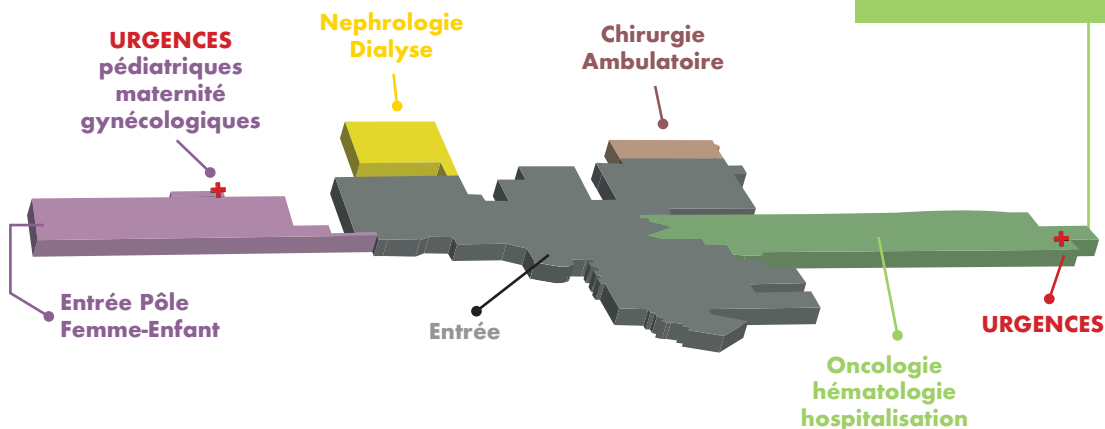 URGENCES
pédiatriques
maternité
gynécologiques
Nephrologie
Dialyse
Chirurgie
Ambulatoire
Entrée Pôle
Femme-Enfant
Entrée
URGENCES
Oncologie
hématologie
hospitalisation